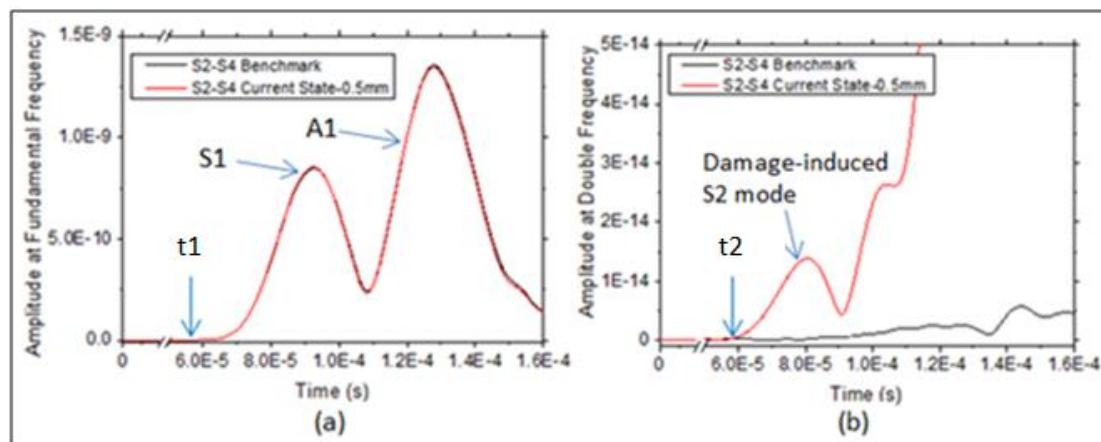 1.5E-9
S2-S4 Benchmark
S2-S4 Current State-0.5mm
1.0E-9
A1
S1
5.0E-10
t1
0.0
0
6.0E-5
8.0E-5
1.0E-4
1.2E-4
1.4E-4
1.6E-4
Amplitude at Fundamental Frequency
Time (s)
(a)
5E-14
S2-S4 Benchmark
S2-S4 Current State-0.5mm
4E-14
3E-14
Damage-induced
S2 mode
2E-14
t2
1E-14
0
0
6.0E-5
8.0E-5
1.0E-4
1.2E-4
1.4E-4
1.6E-4
Amplitude at Double Frequency
Time (s)
(b)